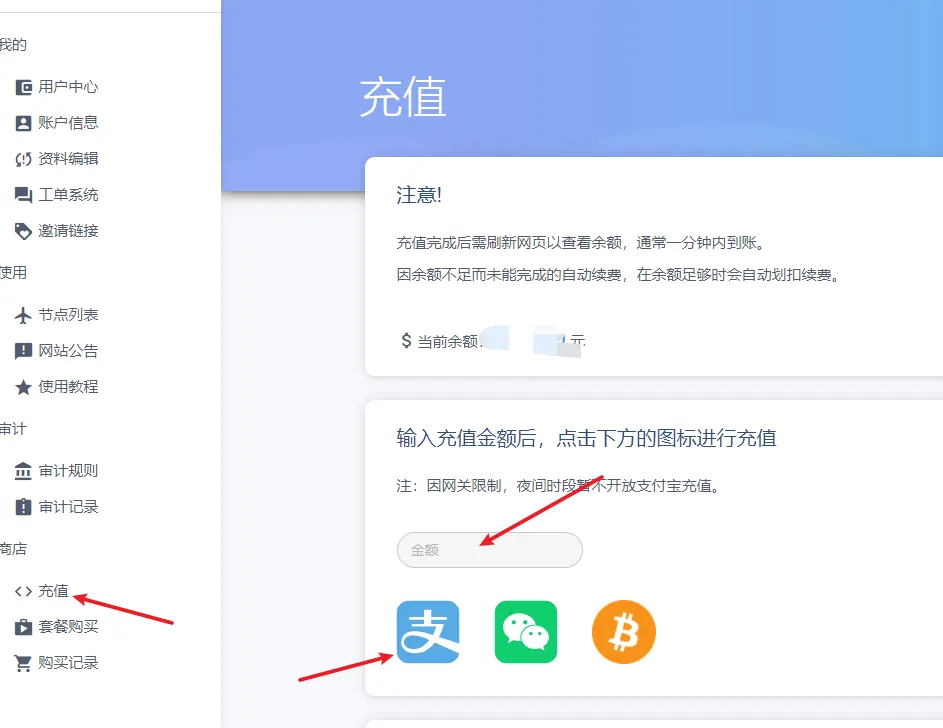 我的
用户中心
账户信息
资料编辑
工单系统
邀请链接
使用
节点列表
网站公告
使用教程
审计
审计规则
审计记录
商店
充值
套餐购买
购买记录
充值
注意!
充值完成后需刷新网页以查看余额，通常一分钟内到账。
因余额不足而未能完成的自动续费，在余额足够时会自动划扣续费。
$ 当前余额: 元
输入充值金额后，点击下方的图标进行充值
注：因网关限制，夜间时段暂不开放支付宝充值。
金额
支